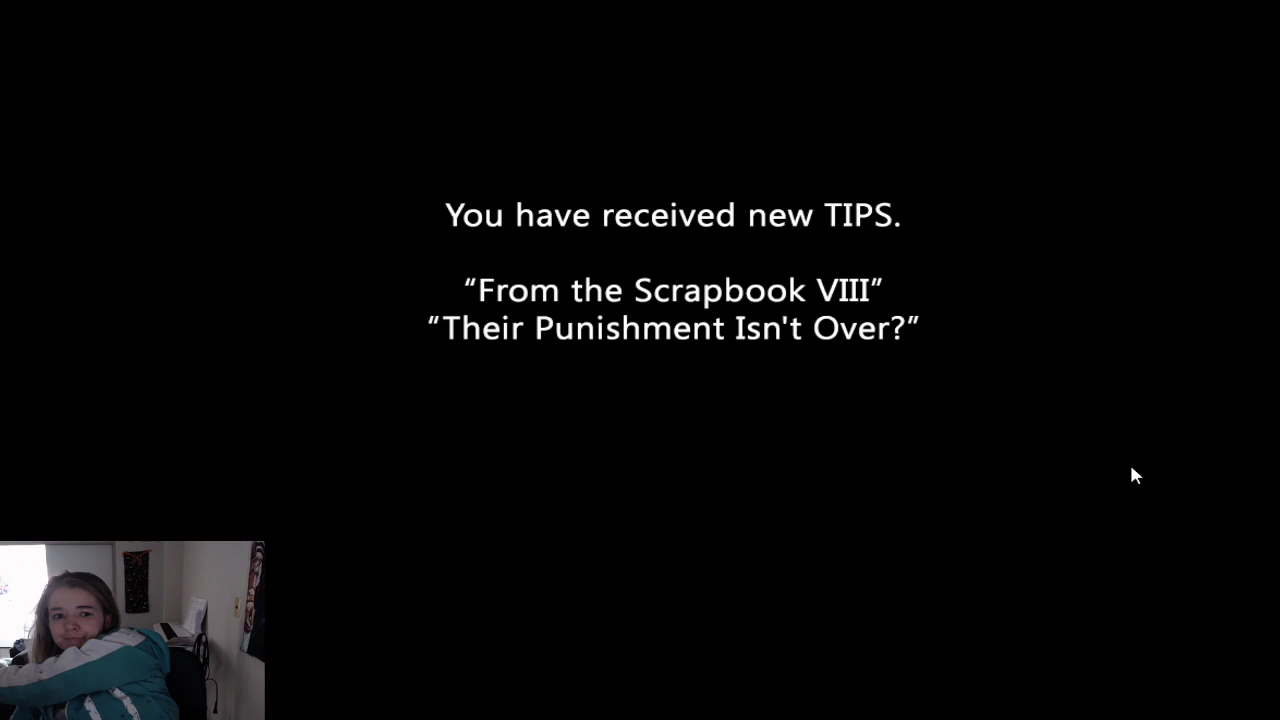 You have received new TIPS.
“From the Scrapbook VIII”
“Their Punishment Isn't Over?”